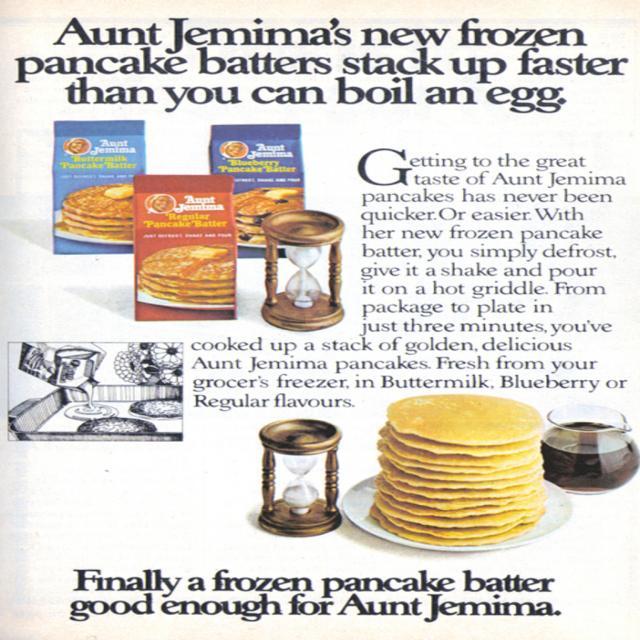 Aunt Jemima's new frozen
pancake batters stack up faster
than you can boil an egg.
Aunt
Jemima
Buttermilk
Pancake Batter
Aunt
Jemima
Blueberry
Pancake Batter
Aunt
Jemima
Regular
Pancake Batter
JUST DEFROST, SHAKE AND POUR
Getting to the great
taste of Aunt Jemima
pancakes has never been
quicker. Or easier. With
her new frozen pancake
batter, you simply defrost,
give it a shake and pour
it on a hot griddle. From
package to plate in
just three minutes, you've
cooked up a stack of golden, delicious
Aunt Jemima pancakes. Fresh from your
grocer's freezer, in Buttermilk, Blueberry or
Regular flavours.
Finally a frozen pancake batter
good enough for Aunt Jemima.